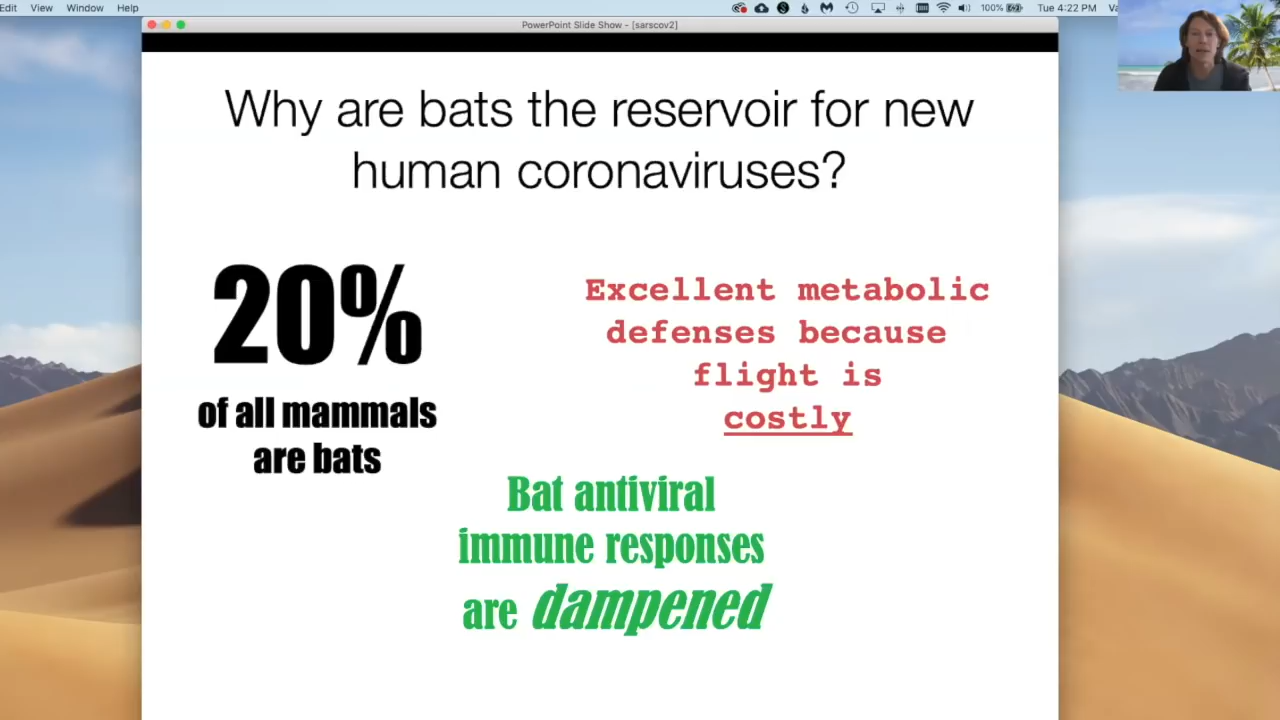 Edit View Window Help
100%
Tue 4:22 PM
PowerPoint Slide Show - [sarscov2]
Why are bats the reservoir for new
human coronaviruses?
20%
of all mammals
are bats
Excellent metabolic
defenses because
flight is
costly
Bat antiviral
immune responses
are dampened